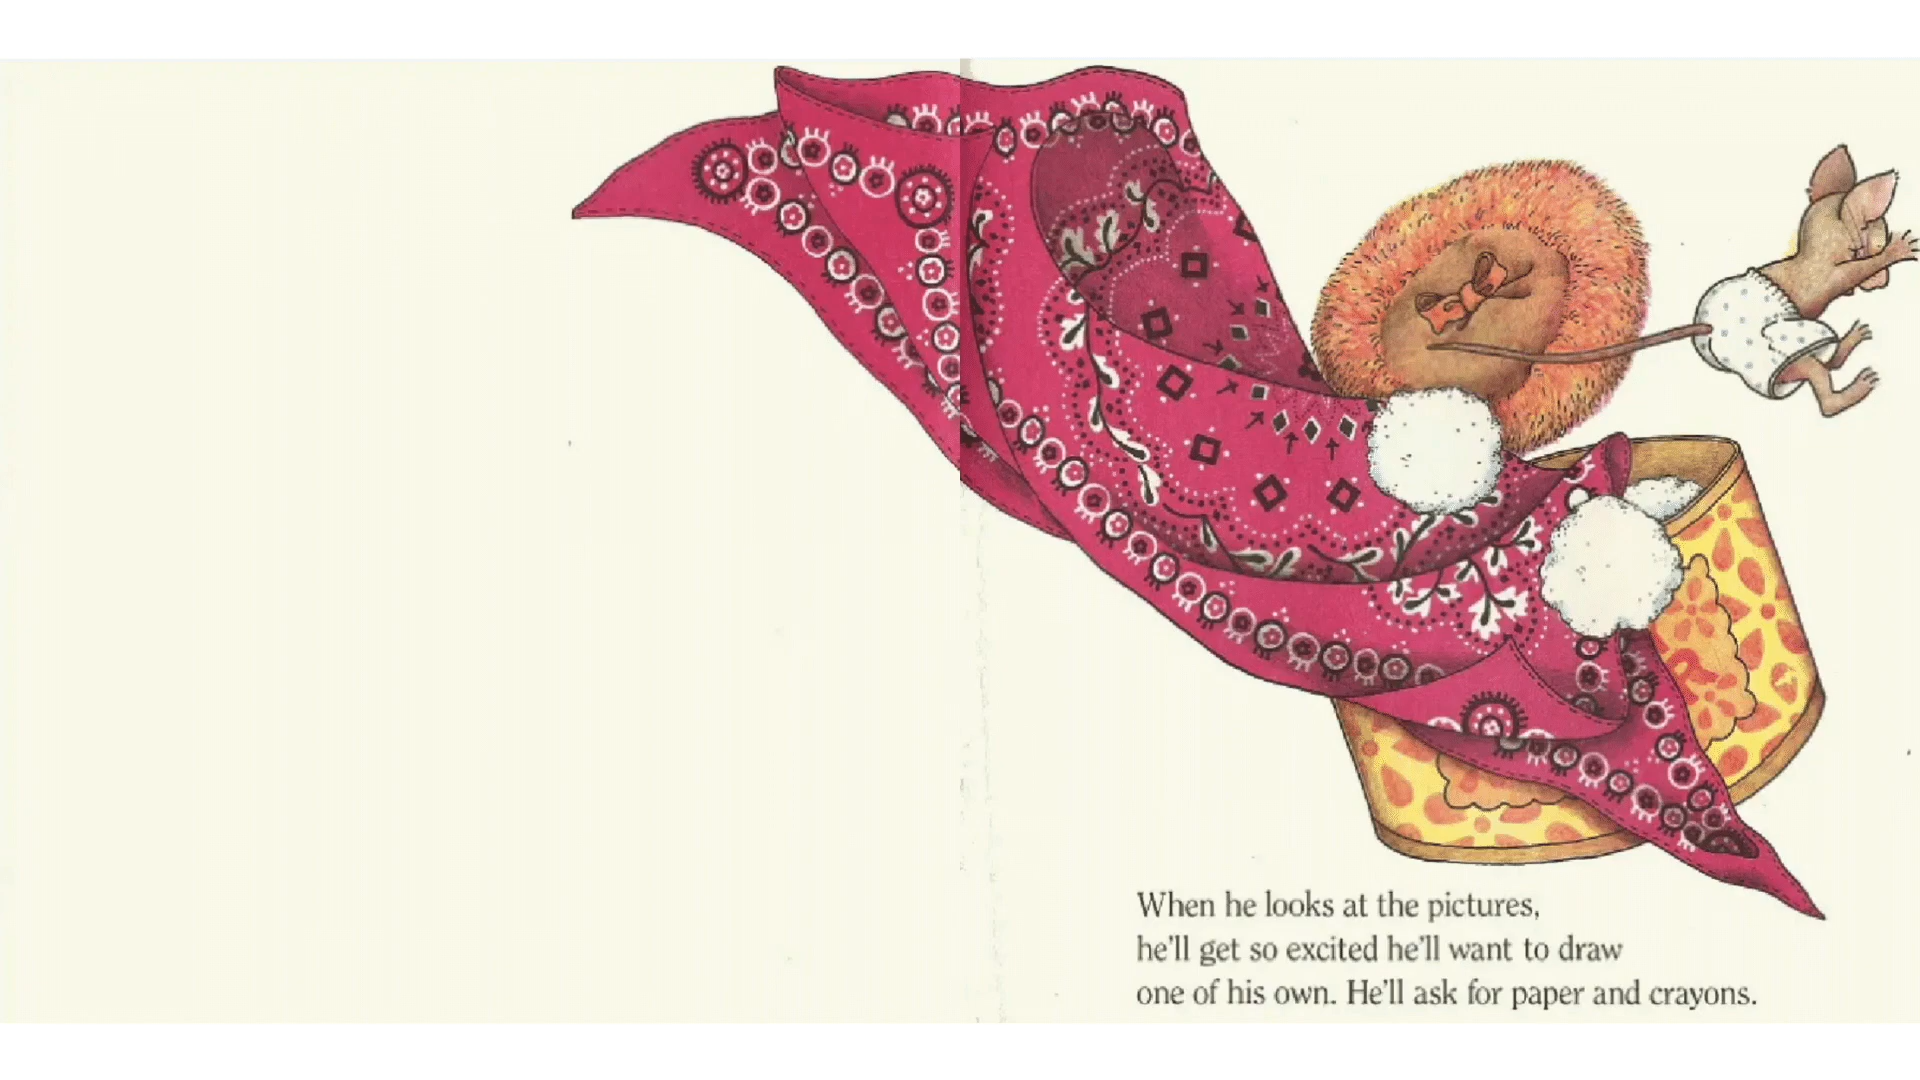 When he looks at the pictures,
he'll get so excited he'll want to draw
one of his own. He'll ask for paper and crayons.